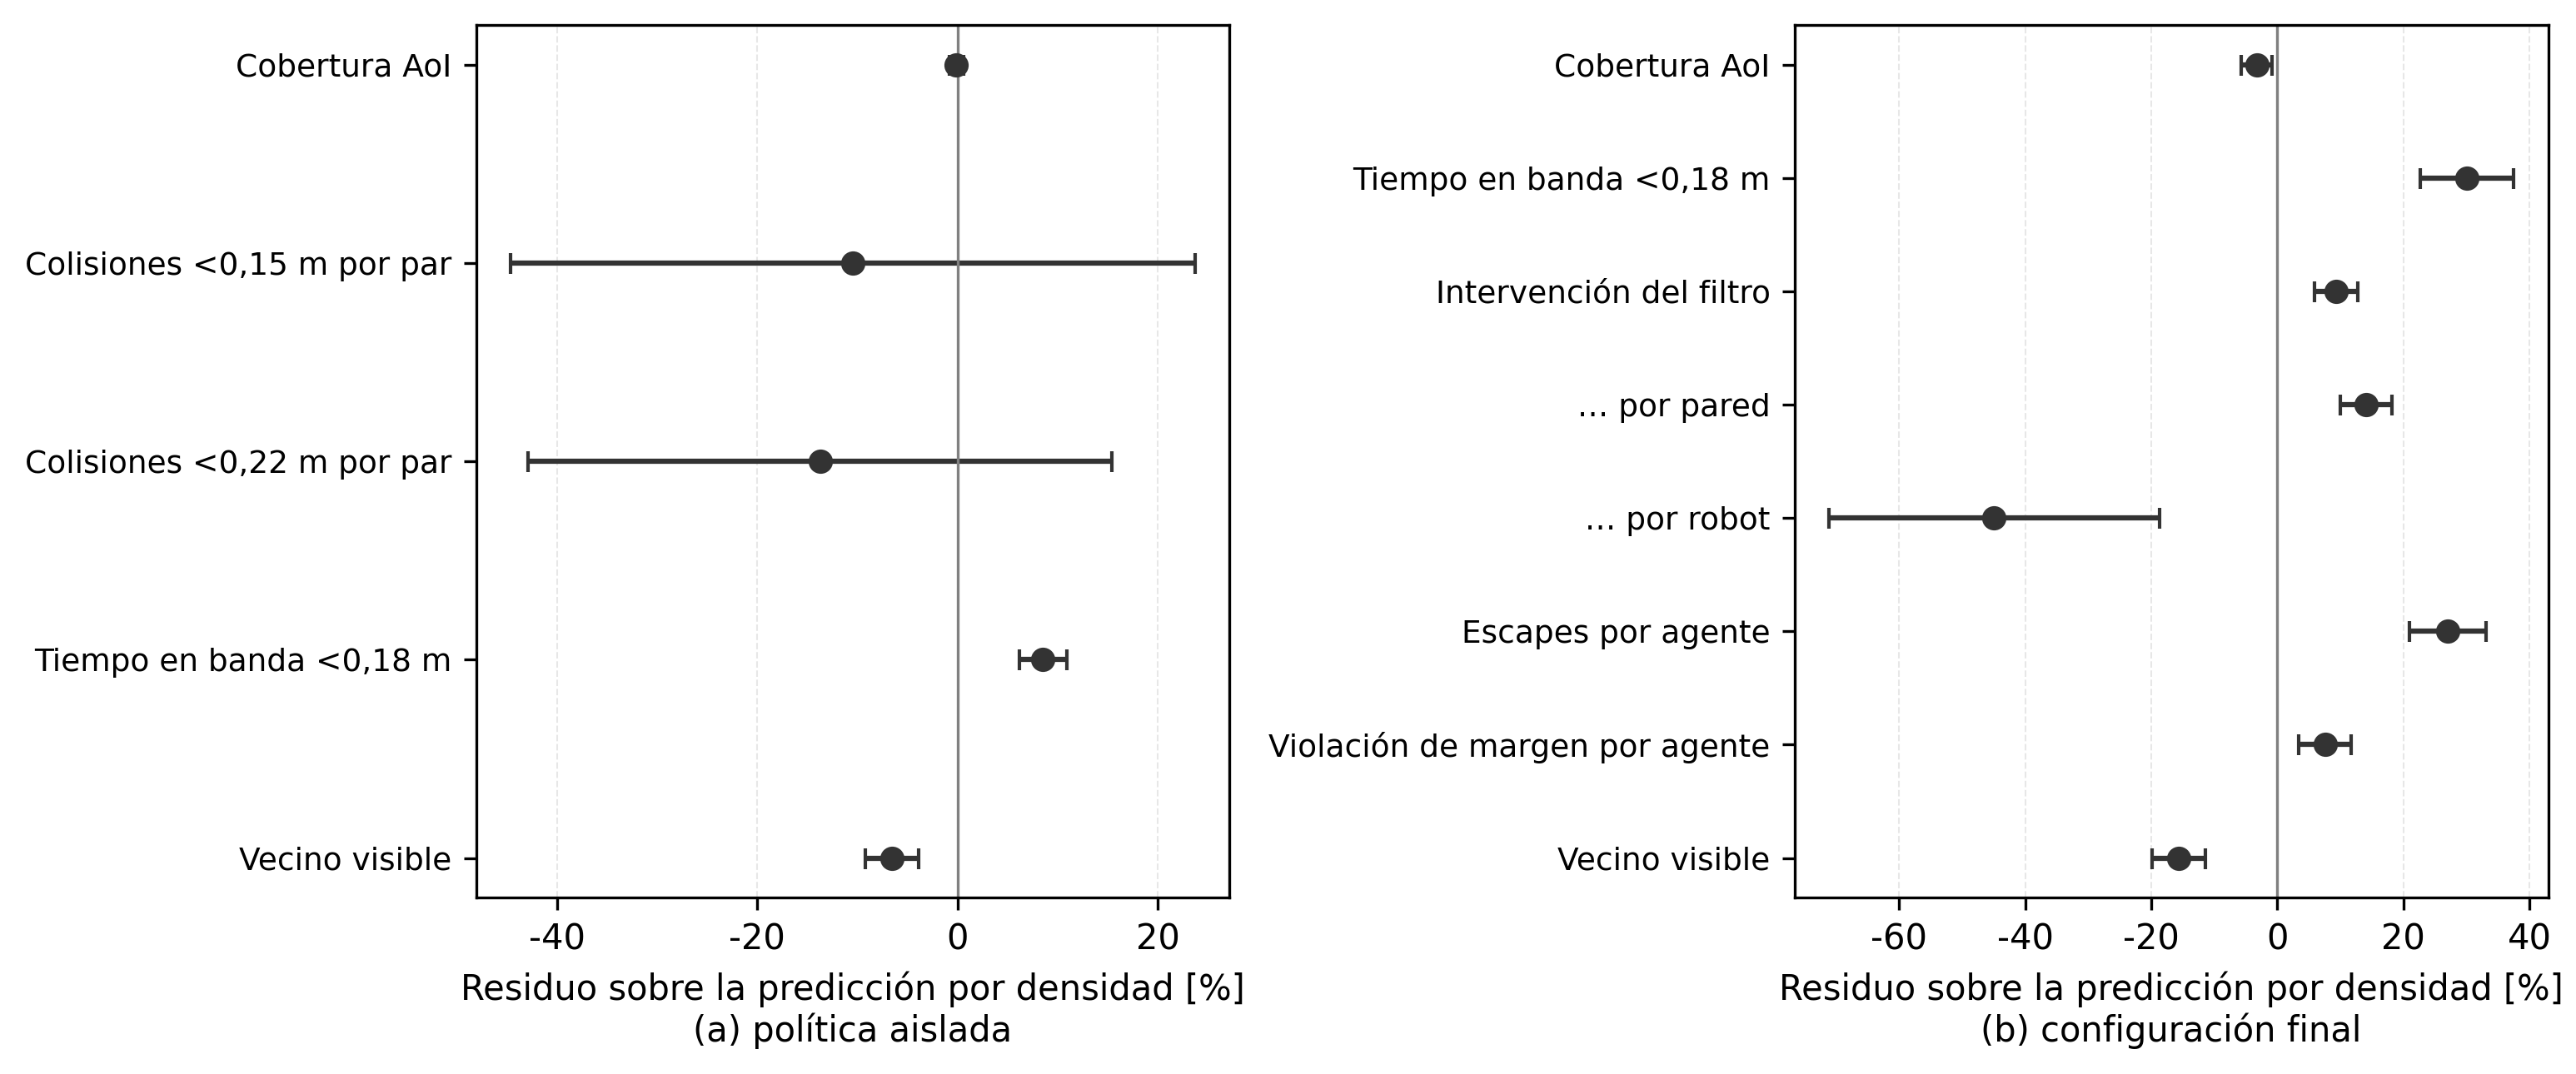 Cobertura AoI
Colisiones <0,15 m por par
Colisiones <0,22 m por par
Tiempo en banda <0,18 m
Vecino visible
-40 -20 0 20
Residuo sobre la predicción por densidad [%]
(a) política aislada
Cobertura AoI
Tiempo en banda <0,18 m
Intervención del filtro
... por pared
... por robot
Escapes por agente
Violación de margen por agente
Vecino visible
-60 -40 -20 0 20 40
Residuo sobre la predicción por densidad [%]
(b) configuración final